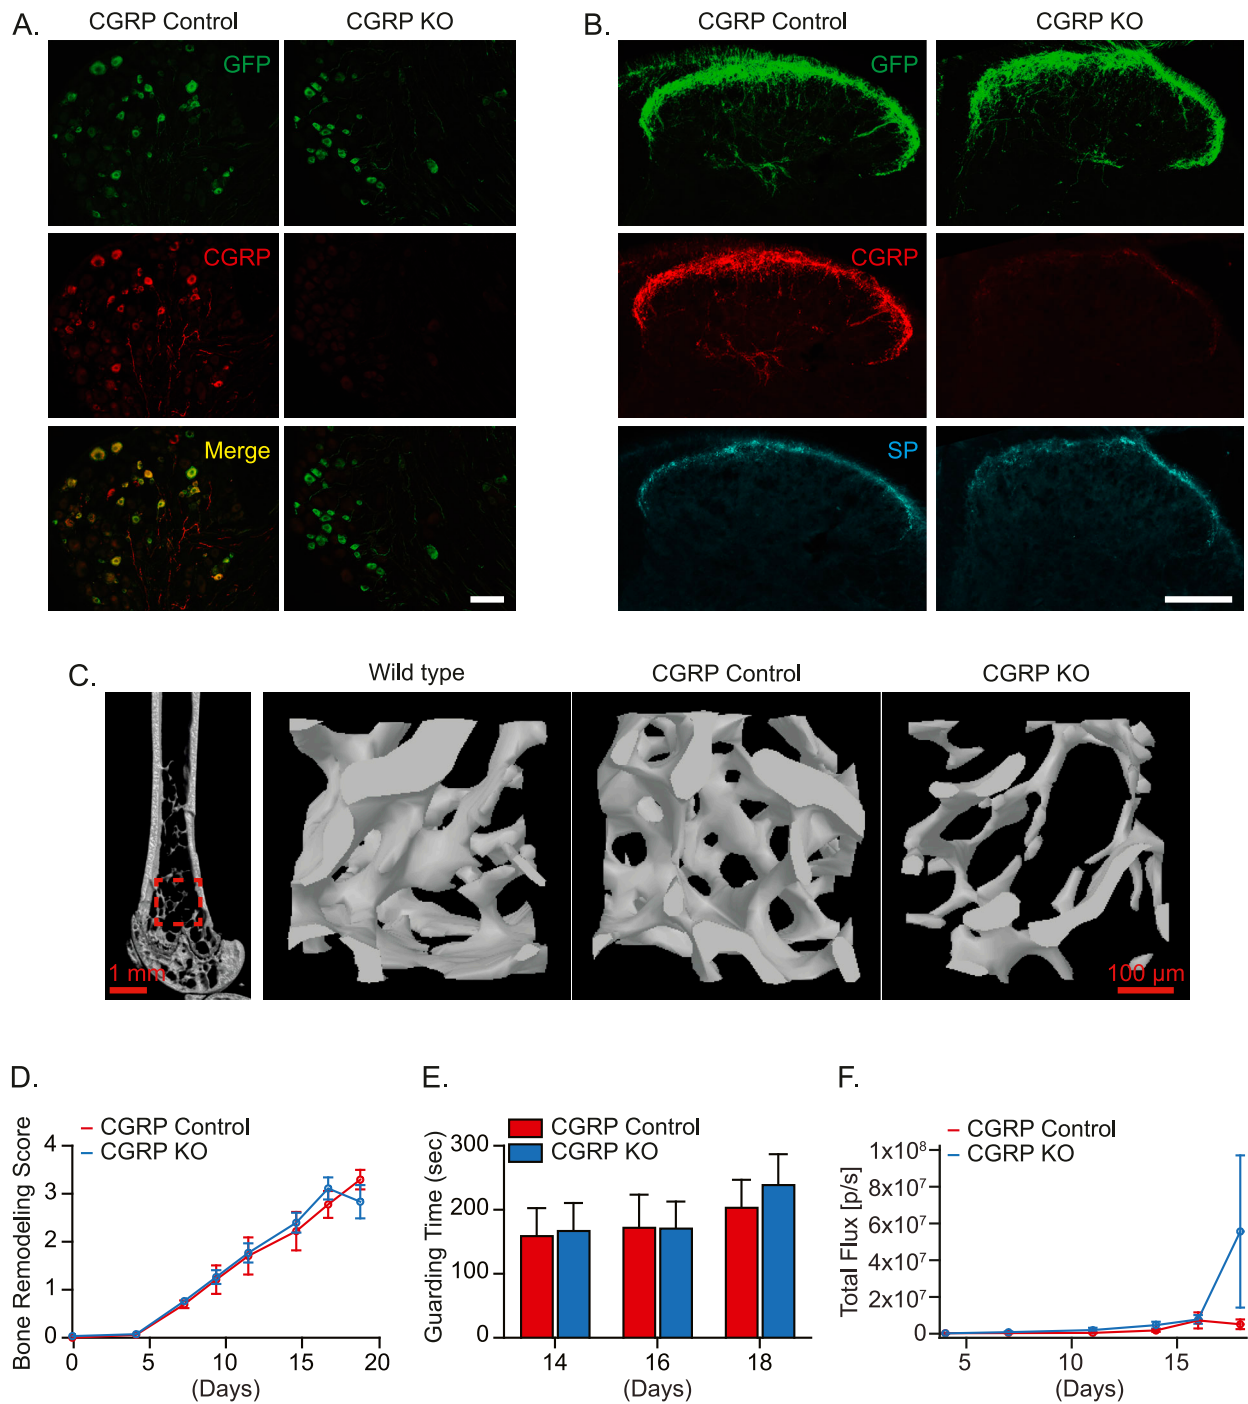 A.
CGRP Control
CGRP KO
GFP
CGRP
Merge
B.
CGRP Control
CGRP KO
GFP
CGRP
SP
C.
Wild type
CGRP Control
CGRP KO
1 mm
100 µm
D.
CGRP Control
CGRP KO
Bone Remodeling Score
4
3
2
1
0
0 5 10 15 20
(Days)
E.
CGRP Control
CGRP KO
Guarding Time (sec)
300
200
100
0
14 16 18
(Days)
F.
CGRP Control
CGRP KO
Total Flux [p/s]
1x10⁸
8x10⁷
6x10⁷
4x10⁷
2x10⁷
0
5 10 15
(Days)